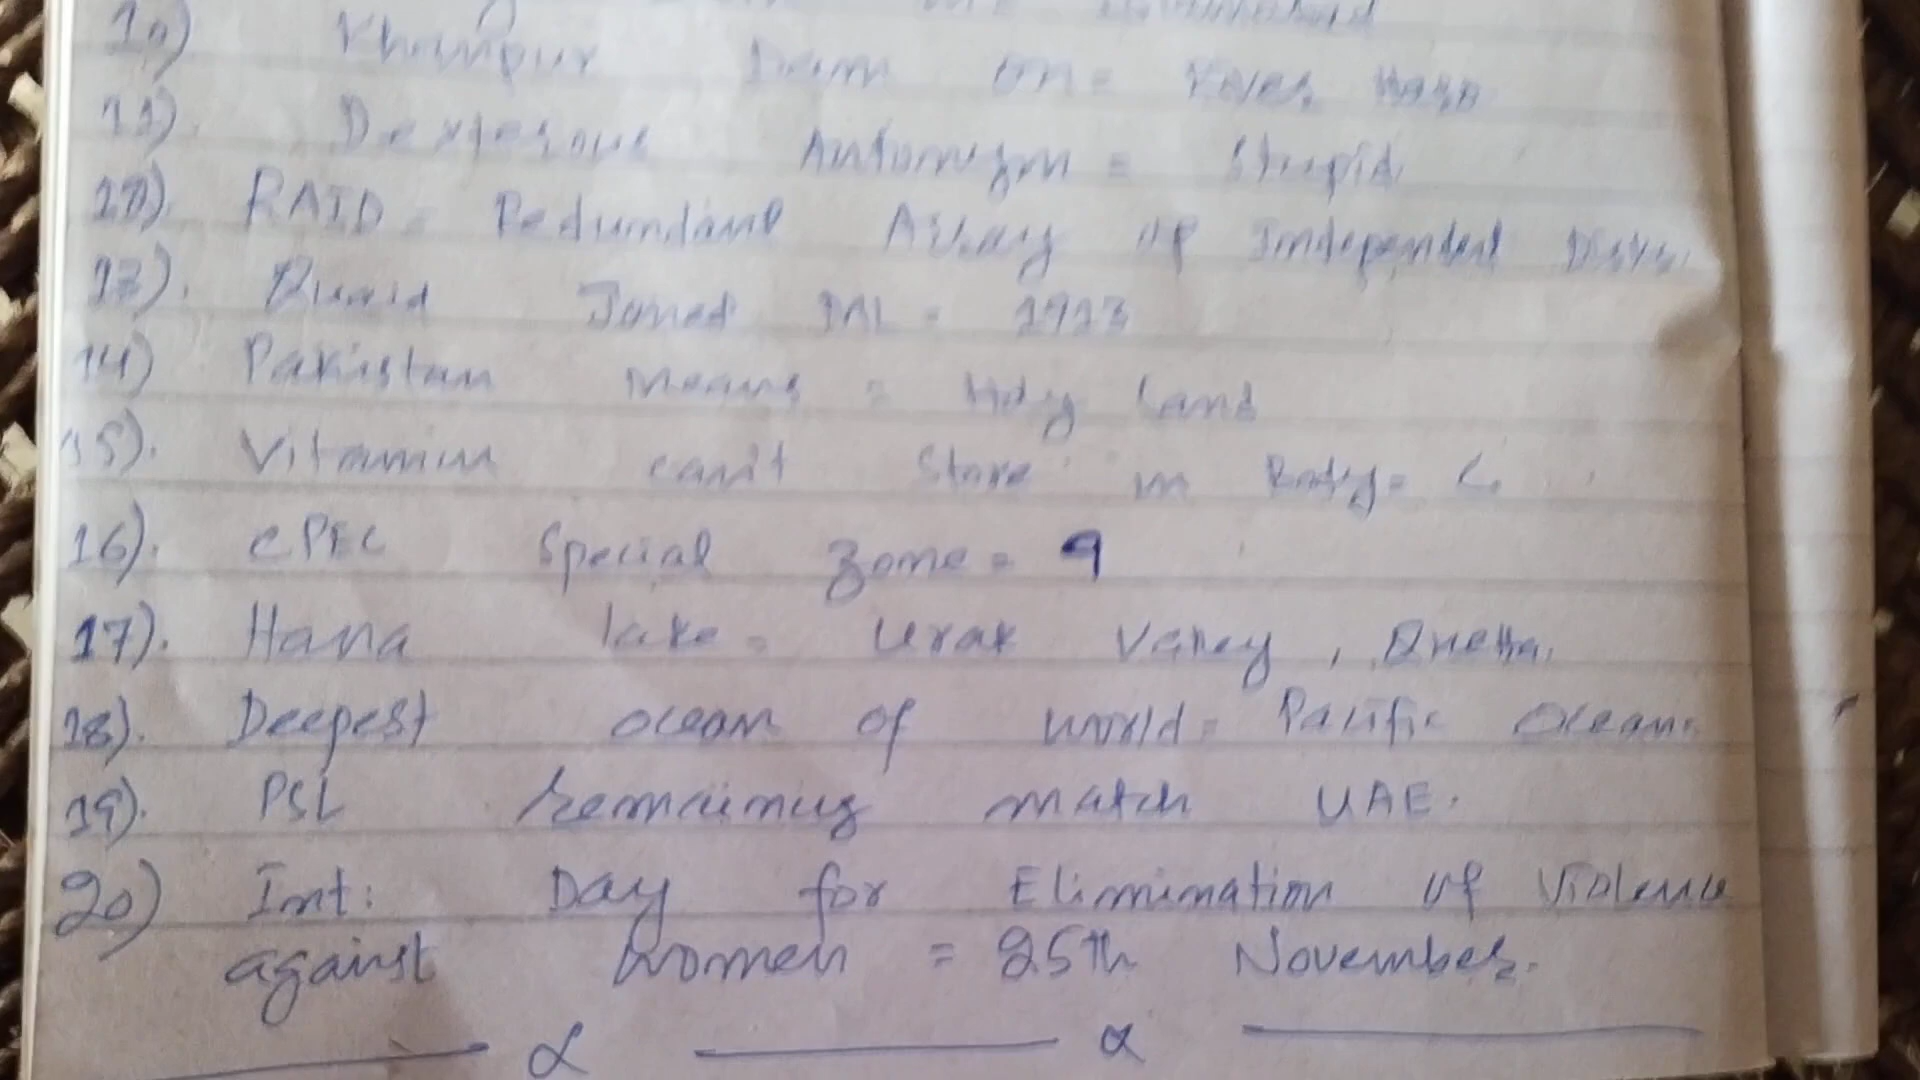 10) Khanpur Dam on = River Haro
11). Dexterous Antonym = Stupid
12). RAID = Redundant Array of Independent Disks.
13). Quaid Joined IML = 1913
14) Pakistan Means = Holy Land
15). Vitamin can't Store in Body = C.
16). CPEC Special Zone = 9
17). Hana lake = Urak Valley, Quetta.
18). Deepest ocean of world = Pacific Ocean.
19). PSL remaining match UAE.
20) Int: Day for Elimination of Violence
against women = 25th November.